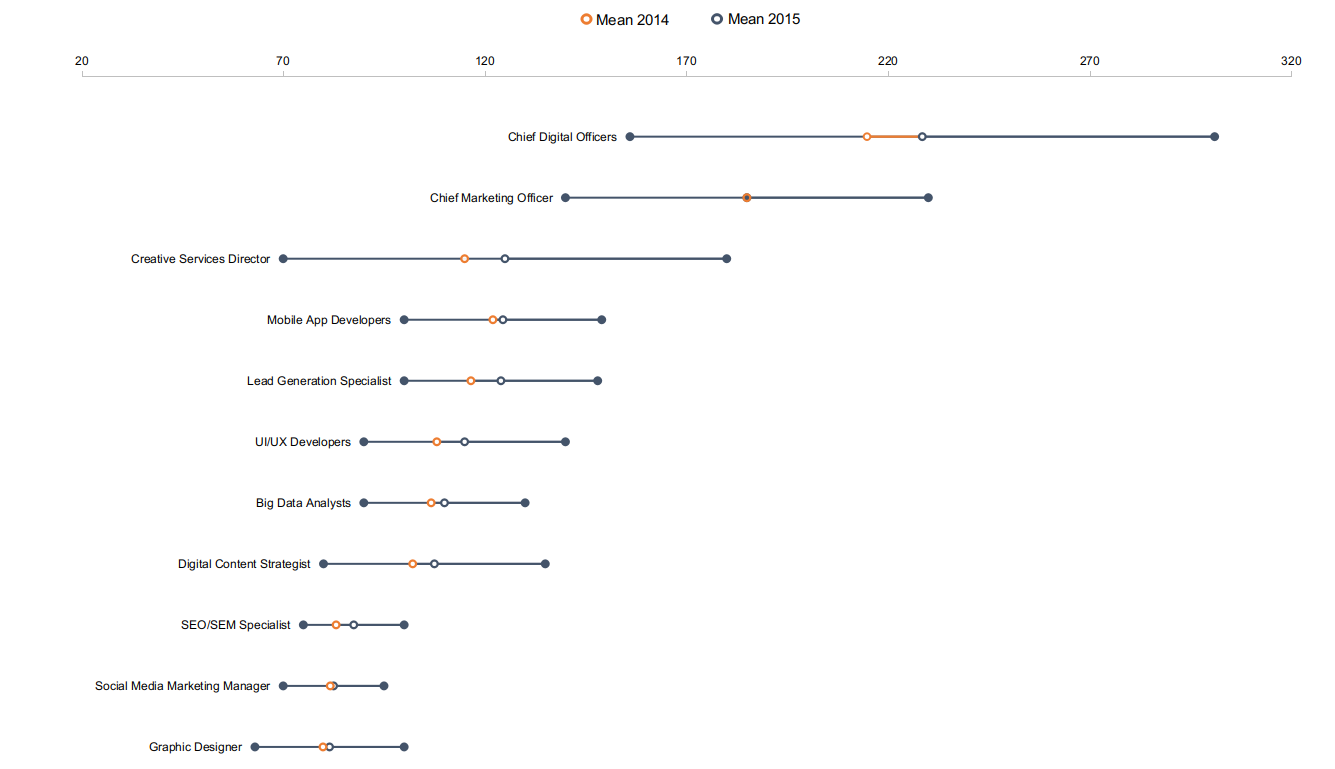 Mean 2014 Mean 2015
20 70 120 170 220 270 320
Chief Digital Officers
Chief Marketing Officer
Creative Services Director
Mobile App Developers
Lead Generation Specialist
UI/UX Developers
Big Data Analysts
Digital Content Strategist
SEO/SEM Specialist
Social Media Marketing Manager
Graphic Designer